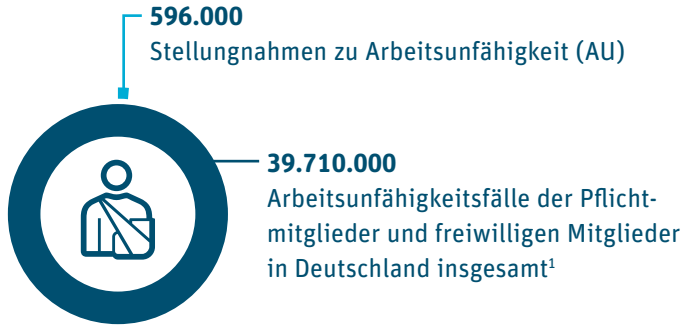 596.000
Stellungnahmen zu Arbeitsunfähigkeit (AU)
39.710.000
Arbeitsunfähigkeitsfälle der Pflicht-
mitglieder und freiwilligen Mitglieder
in Deutschland insgesamt¹